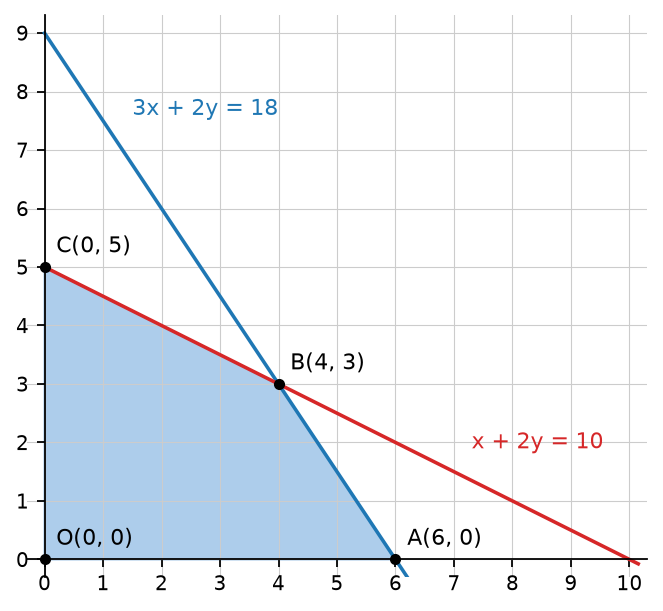 9
8
7
6
5
4
3
2
1
0
3x + 2y = 18
C(0, 5)
B(4, 3)
x + 2y = 10
O(0, 0)
A(6, 0)
0 1 2 3 4 5 6 7 8 9 10